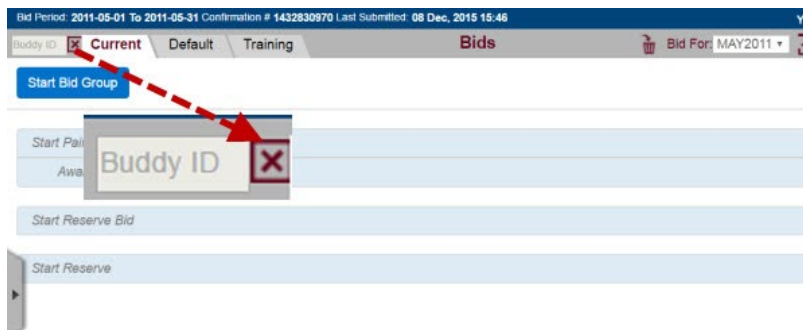 Bid Period: 2011-05-01 To 2011-05-31 Confirmation # 1432830970 Last Submitted: 08 Dec, 2015 15:46
Buddy ID Current Default Training Bids Bid For: MAY2011
Start Bid Group
Start
Buddy ID
Start Reserve Bid
Start Reserve